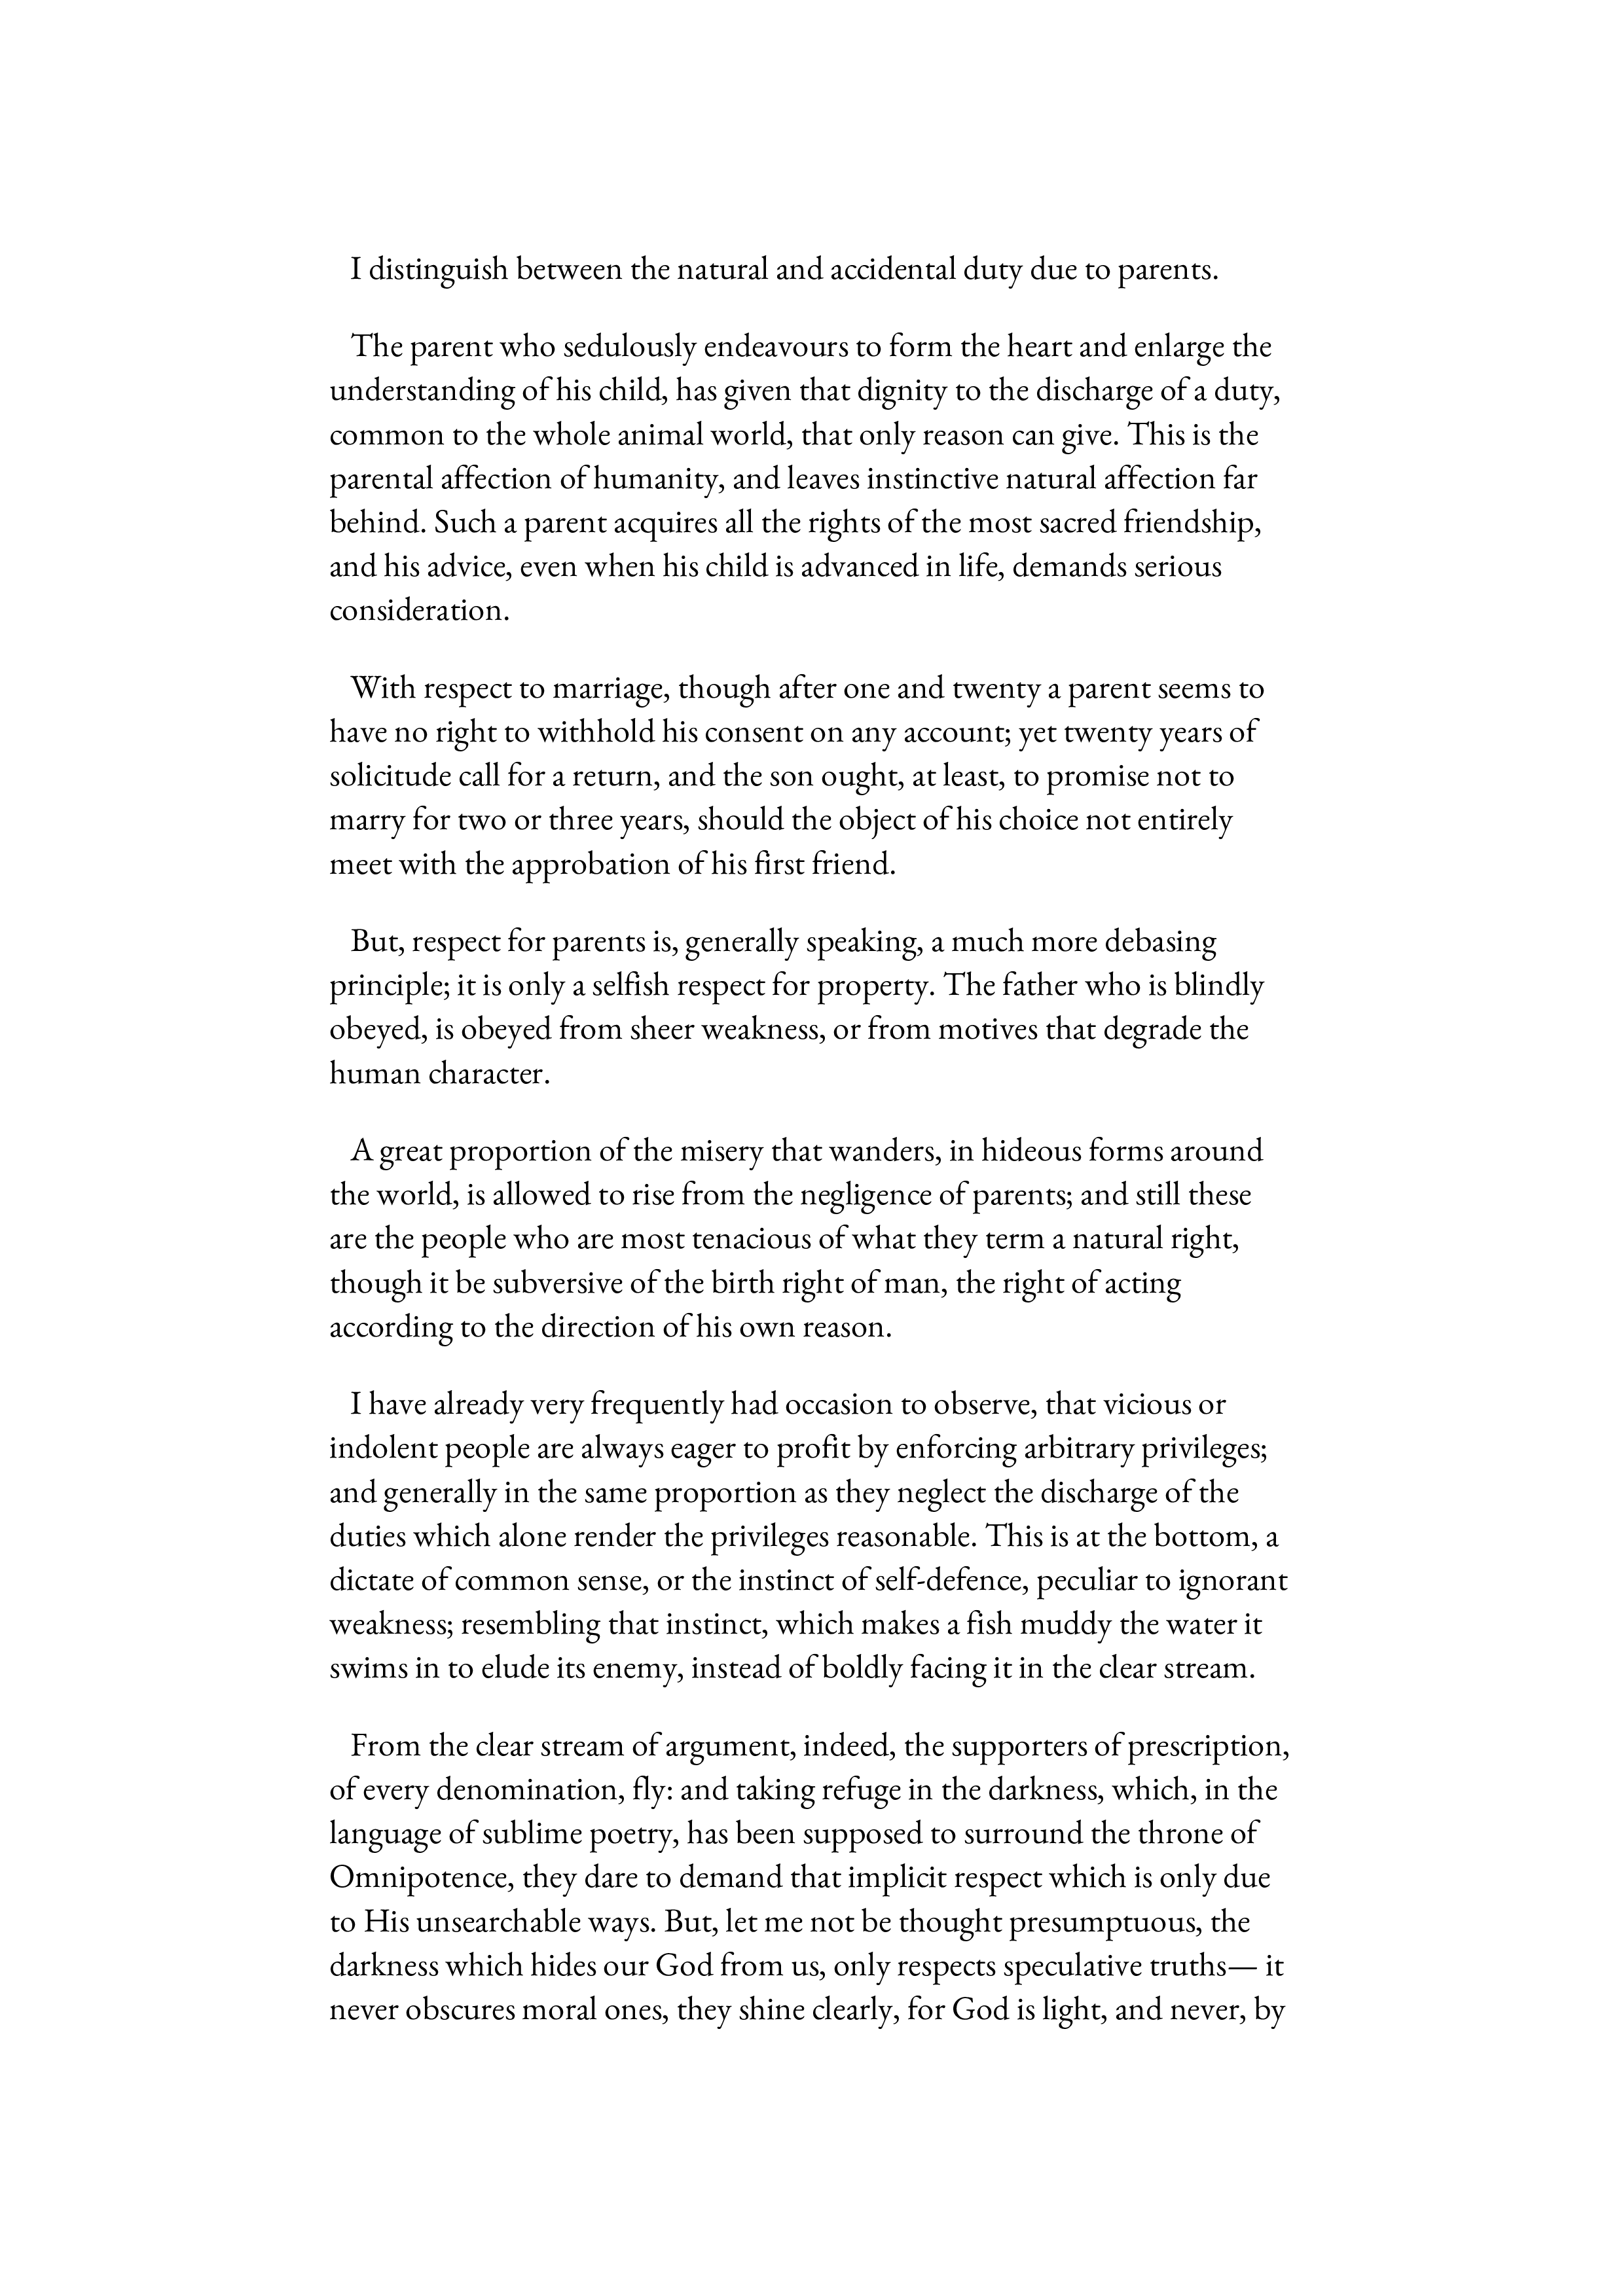 I distinguish between the natural and accidental duty due to parents.
The parent who sedulously endeavours to form the heart and enlarge the
understanding of his child, has given that dignity to the discharge of a duty,
common to the whole animal world, that only reason can give. This is the
parental affection of humanity, and leaves instinctive natural affection far
behind. Such a parent acquires all the rights of the most sacred friendship,
and his advice, even when his child is advanced in life, demands serious
consideration.
With respect to marriage, though after one and twenty a parent seems to
have no right to withhold his consent on any account; yet twenty years of
solicitude call for a return, and the son ought, at least, to promise not to
marry for two or three years, should the object of his choice not entirely
meet with the approbation of his first friend.
But, respect for parents is, generally speaking, a much more debasing
principle; it is only a selfish respect for property. The father who is blindly
obeyed, is obeyed from sheer weakness, or from motives that degrade the
human character.
A great proportion of the misery that wanders, in hideous forms around
the world, is allowed to rise from the negligence of parents; and still these
are the people who are most tenacious of what they term a natural right,
though it be subversive of the birth right of man, the right of acting
according to the direction of his own reason.
I have already very frequently had occasion to observe, that vicious or
indolent people are always eager to profit by enforcing arbitrary privileges;
and generally in the same proportion as they neglect the discharge of the
duties which alone render the privileges reasonable. This is at the bottom, a
dictate of common sense, or the instinct of self-defence, peculiar to ignorant
weakness; resembling that instinct, which makes a fish muddy the water it
swims in to elude its enemy, instead of boldly facing it in the clear stream.
From the clear stream of argument, indeed, the supporters of prescription,
of every denomination, fly: and taking refuge in the darkness, which, in the
language of sublime poetry, has been supposed to surround the throne of
Omnipotence, they dare to demand that implicit respect which is only due
to His unsearchable ways. But, let me not be thought presumptuous, the
darkness which hides our God from us, only respects speculative truths— it
never obscures moral ones, they shine clearly, for God is light, and never, by